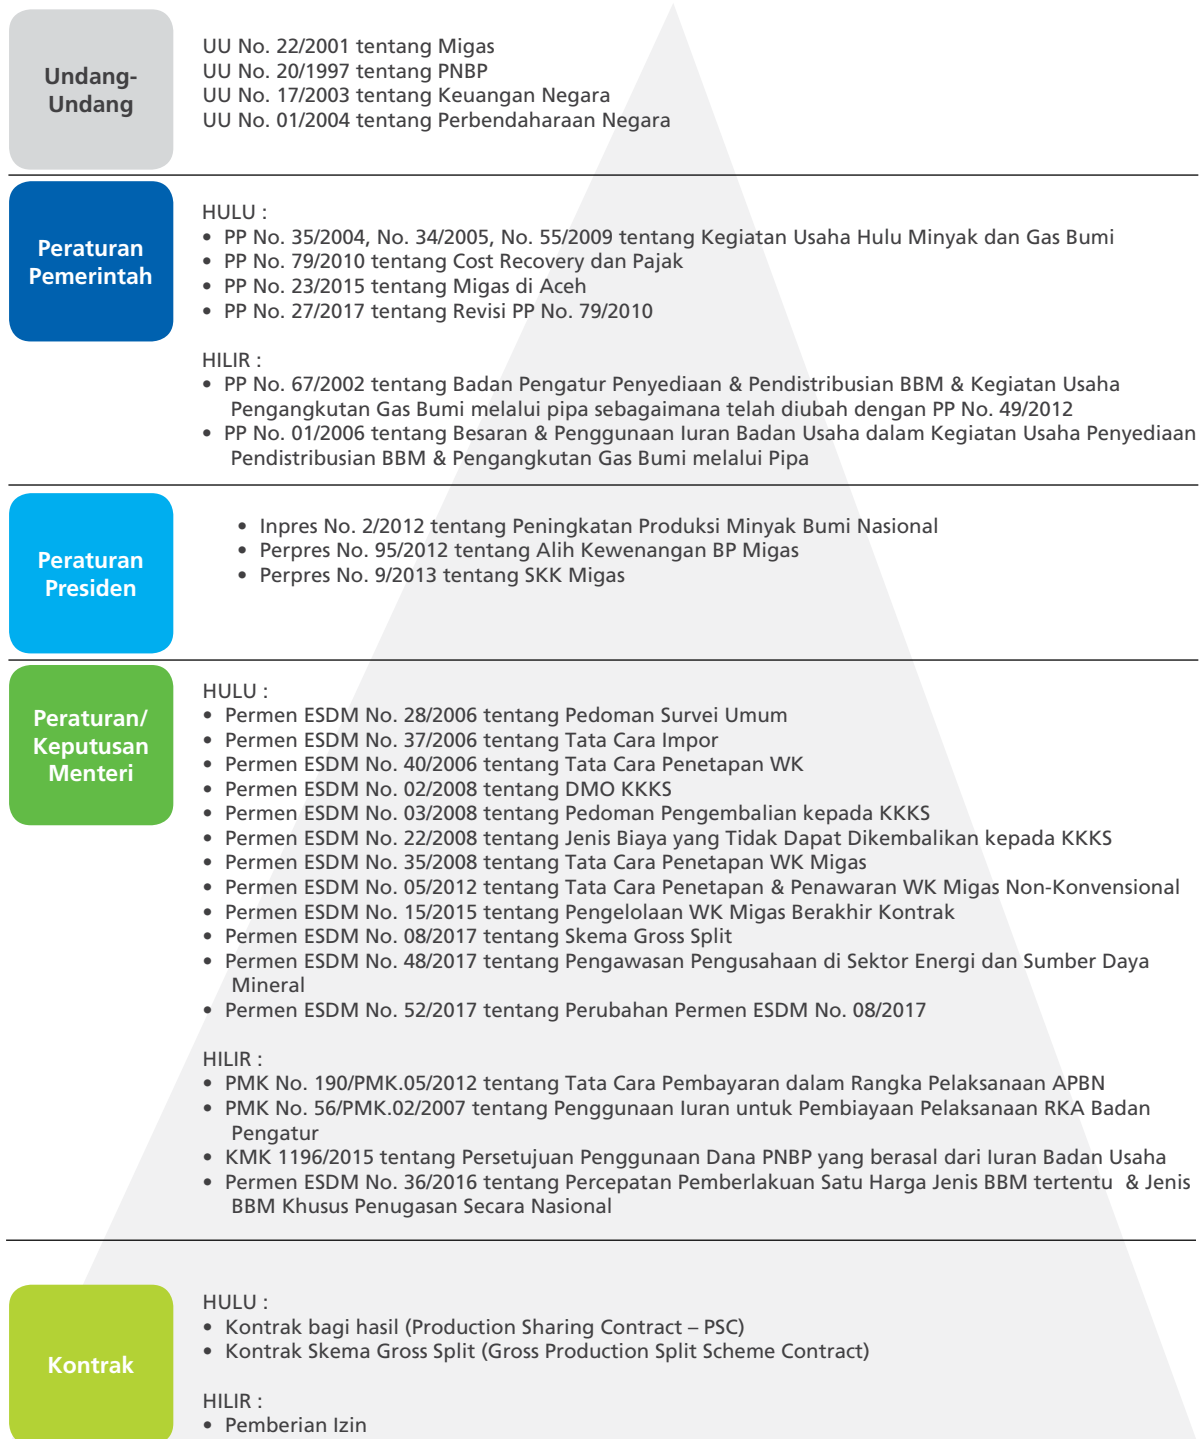 Undang-
Undang
UU No. 22/2001 tentang Migas
UU No. 20/1997 tentang PNBP
UU No. 17/2003 tentang Keuangan Negara
UU No. 01/2004 tentang Perbendaharaan Negara
Peraturan
Pemerintah
HULU :
• PP No. 35/2004, No. 34/2005, No. 55/2009 tentang Kegiatan Usaha Hulu Minyak dan Gas Bumi
• PP No. 79/2010 tentang Cost Recovery dan Pajak
• PP No. 23/2015 tentang Migas di Aceh
• PP No. 27/2017 tentang Revisi PP No. 79/2010
HILIR :
• PP No. 67/2002 tentang Badan Pengatur Penyediaan & Pendistribusian BBM & Kegiatan Usaha
Pengangkutan Gas Bumi melalui pipa sebagaimana telah diubah dengan PP No. 49/2012
• PP No. 01/2006 tentang Besaran & Penggunaan Iuran Badan Usaha dalam Kegiatan Usaha Penyediaan
Pendistribusian BBM & Pengangkutan Gas Bumi melalui Pipa
Peraturan
Presiden
• Inpres No. 2/2012 tentang Peningkatan Produksi Minyak Bumi Nasional
• Perpres No. 95/2012 tentang Alih Kewenangan BP Migas
• Perpres No. 9/2013 tentang SKK Migas
Peraturan/
Keputusan
Menteri
HULU :
• Permen ESDM No. 28/2006 tentang Pedoman Survei Umum
• Permen ESDM No. 37/2006 tentang Tata Cara Impor
• Permen ESDM No. 40/2006 tentang Tata Cara Penetapan WK
• Permen ESDM No. 02/2008 tentang DMO KKKS
• Permen ESDM No. 03/2008 tentang Pedoman Pengembalian kepada KKKS
• Permen ESDM No. 22/2008 tentang Jenis Biaya yang Tidak Dapat Dikembalikan kepada KKKS
• Permen ESDM No. 35/2008 tentang Tata Cara Penetapan WK Migas
• Permen ESDM No. 05/2012 tentang Tata Cara Penetapan & Penawaran WK Migas Non-Konvensional
• Permen ESDM No. 15/2015 tentang Pengelolaan WK Migas Berakhir Kontrak
• Permen ESDM No. 08/2017 tentang Skema Gross Split
• Permen ESDM No. 48/2017 tentang Pengawasan Pengusahaan di Sektor Energi dan Sumber Daya
Mineral
• Permen ESDM No. 52/2017 tentang Perubahan Permen ESDM No. 08/2017
HILIR :
• PMK No. 190/PMK.05/2012 tentang Tata Cara Pembayaran dalam Rangka Pelaksanaan APBN
• PMK No. 56/PMK.02/2007 tentang Penggunaan Iuran untuk Pembiayaan Pelaksanaan RKA Badan
Pengatur
• KMK 1196/2015 tentang Persetujuan Penggunaan Dana PNBP yang berasal dari Iuran Badan Usaha
• Permen ESDM No. 36/2016 tentang Percepatan Pemberlakuan Satu Harga Jenis BBM tertentu & Jenis
BBM Khusus Penugasan Secara Nasional
Kontrak
HULU :
• Kontrak bagi hasil (Production Sharing Contract – PSC)
• Kontrak Skema Gross Split (Gross Production Split Scheme Contract)
HILIR :
• Pemberian Izin